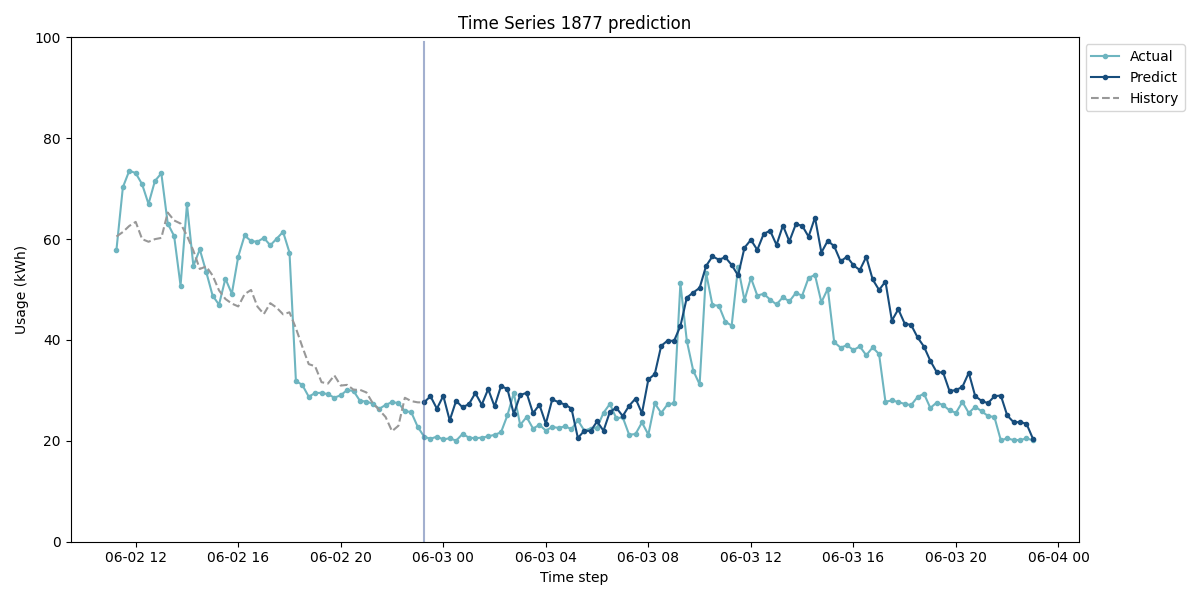 Time Series 1877 prediction
100
80
60
40
20
0
Usage (kWh)
06-02 12
06-02 16
06-02 20
06-03 00
06-03 04
06-03 08
06-03 12
06-03 16
06-03 20
06-04 00
Time step
Actual
Predict
History